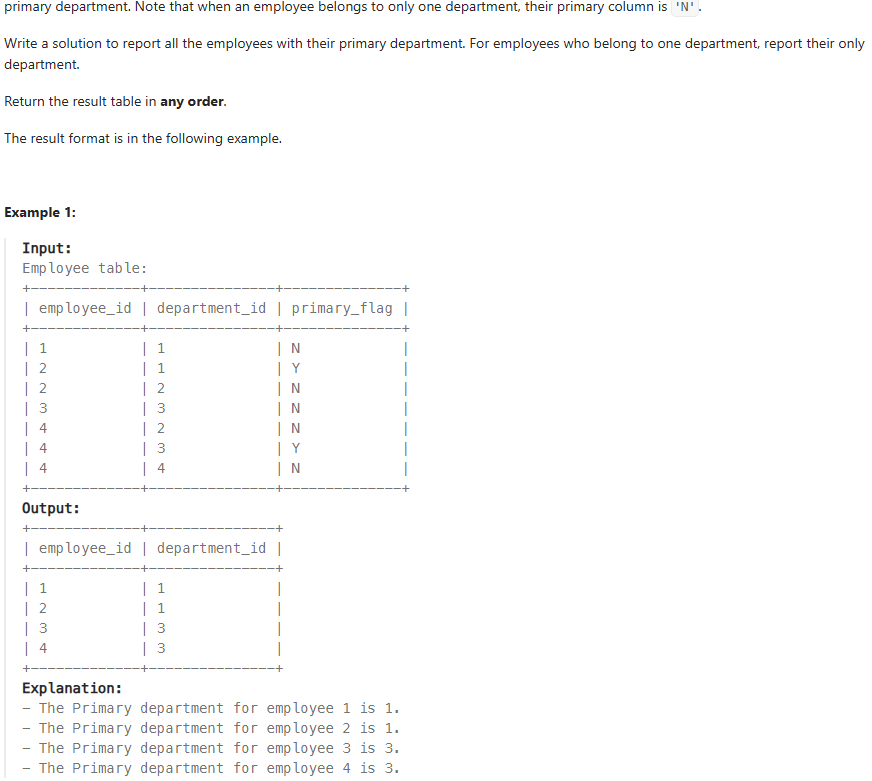 primary department. Note that when an employee belongs to only one department, their primary column is 'N'.
Write a solution to report all the employees with their primary department. For employees who belong to one department, report their only
department.
Return the result table in any order.
The result format is in the following example.
Example 1:
Input:
Employee table:
+-------------+---------------+--------------+
| employee_id | department_id | primary_flag |
+-------------+---------------+--------------+
| 1           | 1             | N            |
| 2           | 1             | Y            |
| 2           | 2             | N            |
| 3           | 3             | N            |
| 4           | 2             | N            |
| 4           | 3             | Y            |
| 4           | 4             | N            |
+-------------+---------------+--------------+
Output:
+-------------+---------------+
| employee_id | department_id |
+-------------+---------------+
| 1           | 1             |
| 2           | 1             |
| 3           | 3             |
| 4           | 3             |
+-------------+---------------+
Explanation:
- The Primary department for employee 1 is 1.
- The Primary department for employee 2 is 1.
- The Primary department for employee 3 is 3.
- The Primary department for employee 4 is 3.